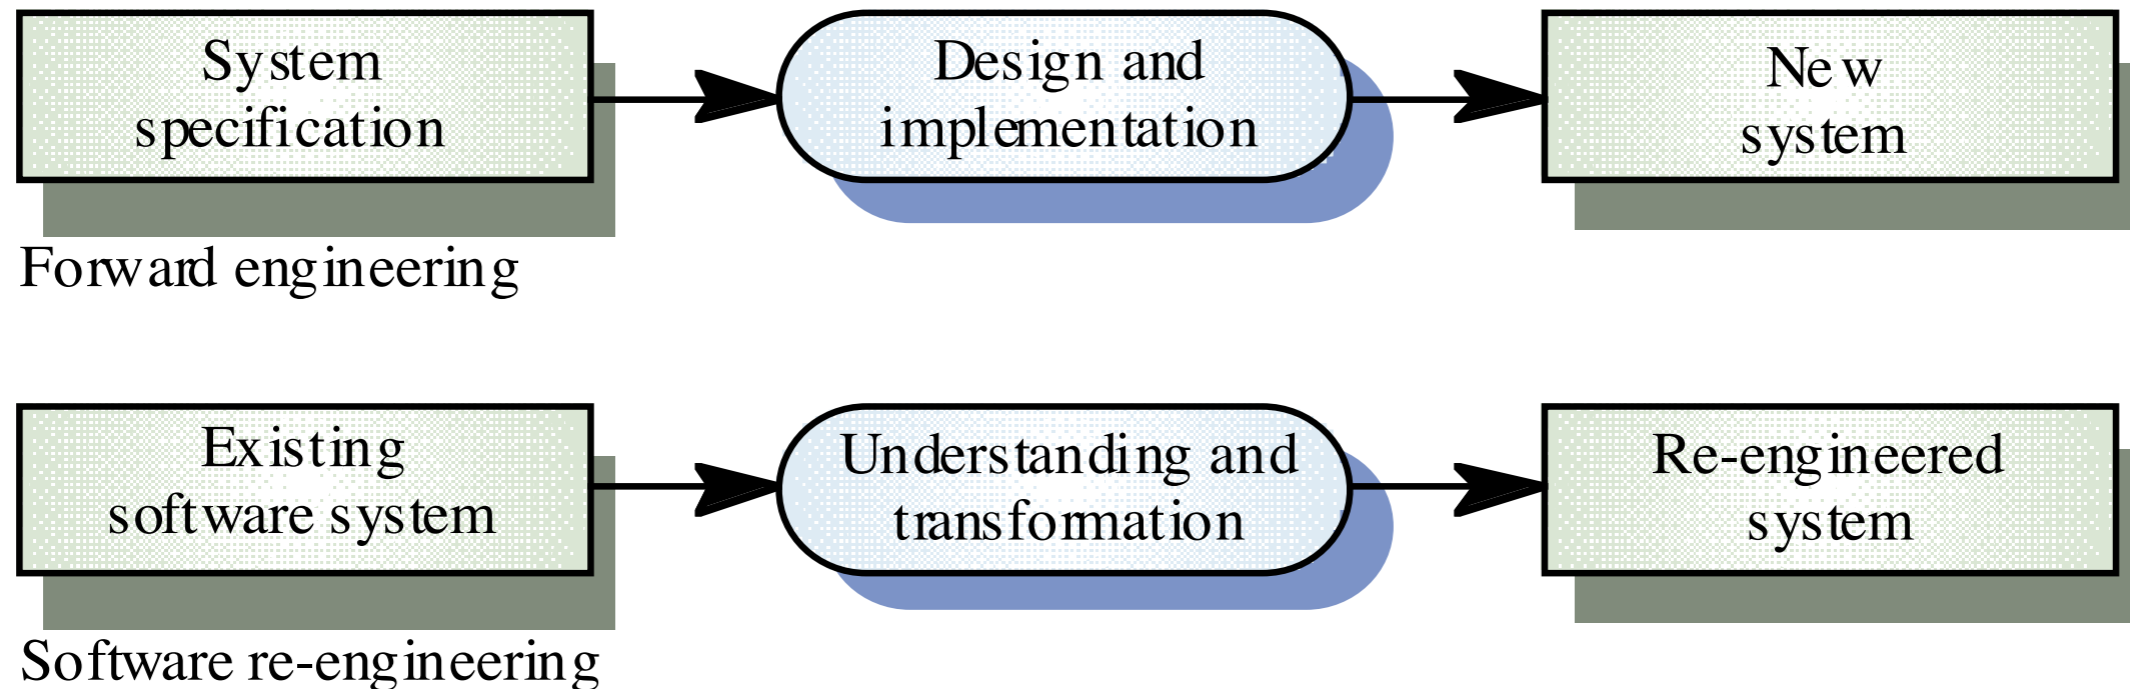 System
specification
Design and
implementation
New
system
Forward engineering
Existing
software system
Understanding and
transformation
Re-engineered
system
Software re-engineering